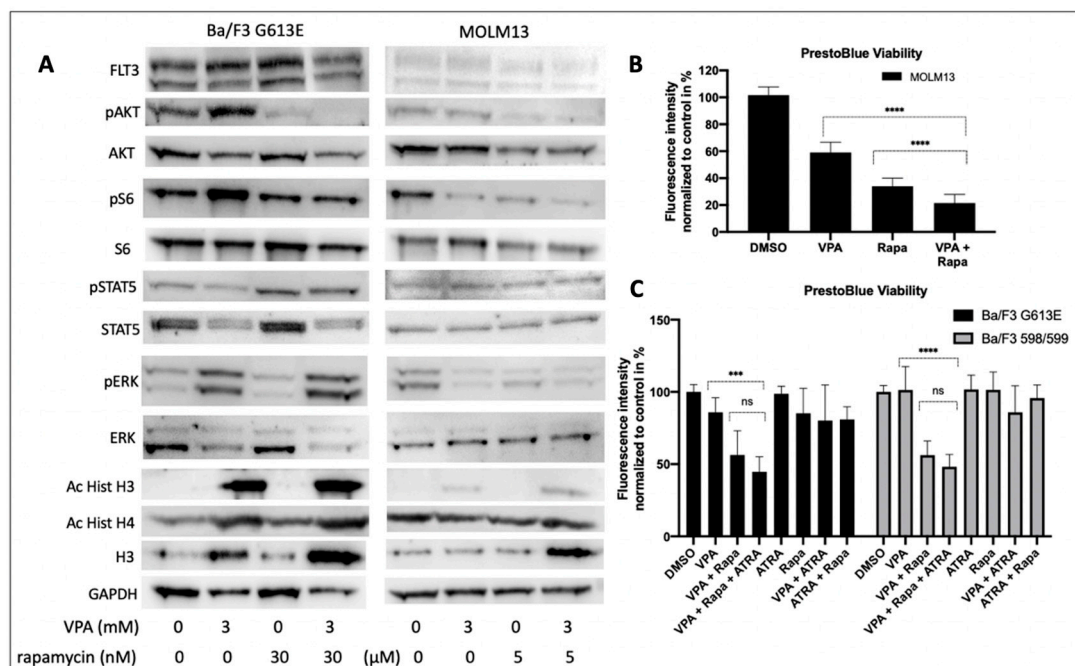 Ba/F3 G613E
MOLM13
A
FLT3
pAKT
AKT
pS6
S6
pSTAT5
STAT5
pERK
ERK
Ac Hist H3
Ac Hist H4
H3
GAPDH
VPA (mM) 0 3 0 3 0 3 0 3
rapamycin (nM) 0 0 30 30 (μM) 0 0 5 5
B
PrestoBlue Viability
MOLM13
Fluorescence intensity
normalized to control in %
120
100
80
60
40
20
0
****
****
DMSO VPA Rapa VPA +
Rapa
C
PrestoBlue Viability
Ba/F3 G613E
Ba/F3 598/599
Fluorescence intensity
normalized to control in %
150
100
50
0
***
ns
****
ns
DMSO
VPA
VPA + Rapa
VPA + Rapa + ATRA
ATRA
Rapa
VPA + ATRA
ATRA + Rapa
DMSO
VPA
VPA + Rapa
VPA + Rapa + ATRA
ATRA
Rapa
VPA + ATRA
ATRA + Rapa